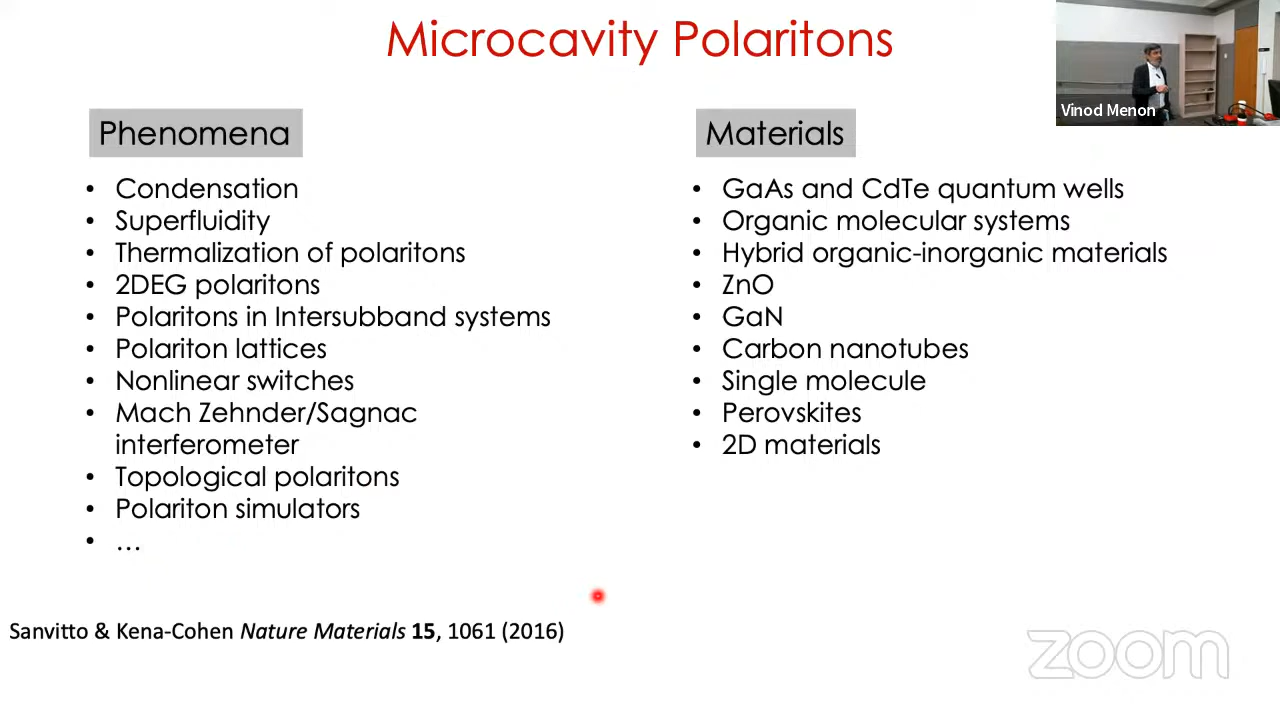 Microcavity Polaritons
Vinod Menon
Phenomena
• Condensation
• Superfluidity
• Thermalization of polaritons
• 2DEG polaritons
• Polaritons in Intersubband systems
• Polariton lattices
• Nonlinear switches
• Mach Zehnder/Sagnac
interferometer
• Topological polaritons
• Polariton simulators
• …
Materials
• GaAs and CdTe quantum wells
• Organic molecular systems
• Hybrid organic-inorganic materials
• ZnO
• GaN
• Carbon nanotubes
• Single molecule
• Perovskites
• 2D materials
Sanvitto & Kena-Cohen Nature Materials 15, 1061 (2016)
zoom